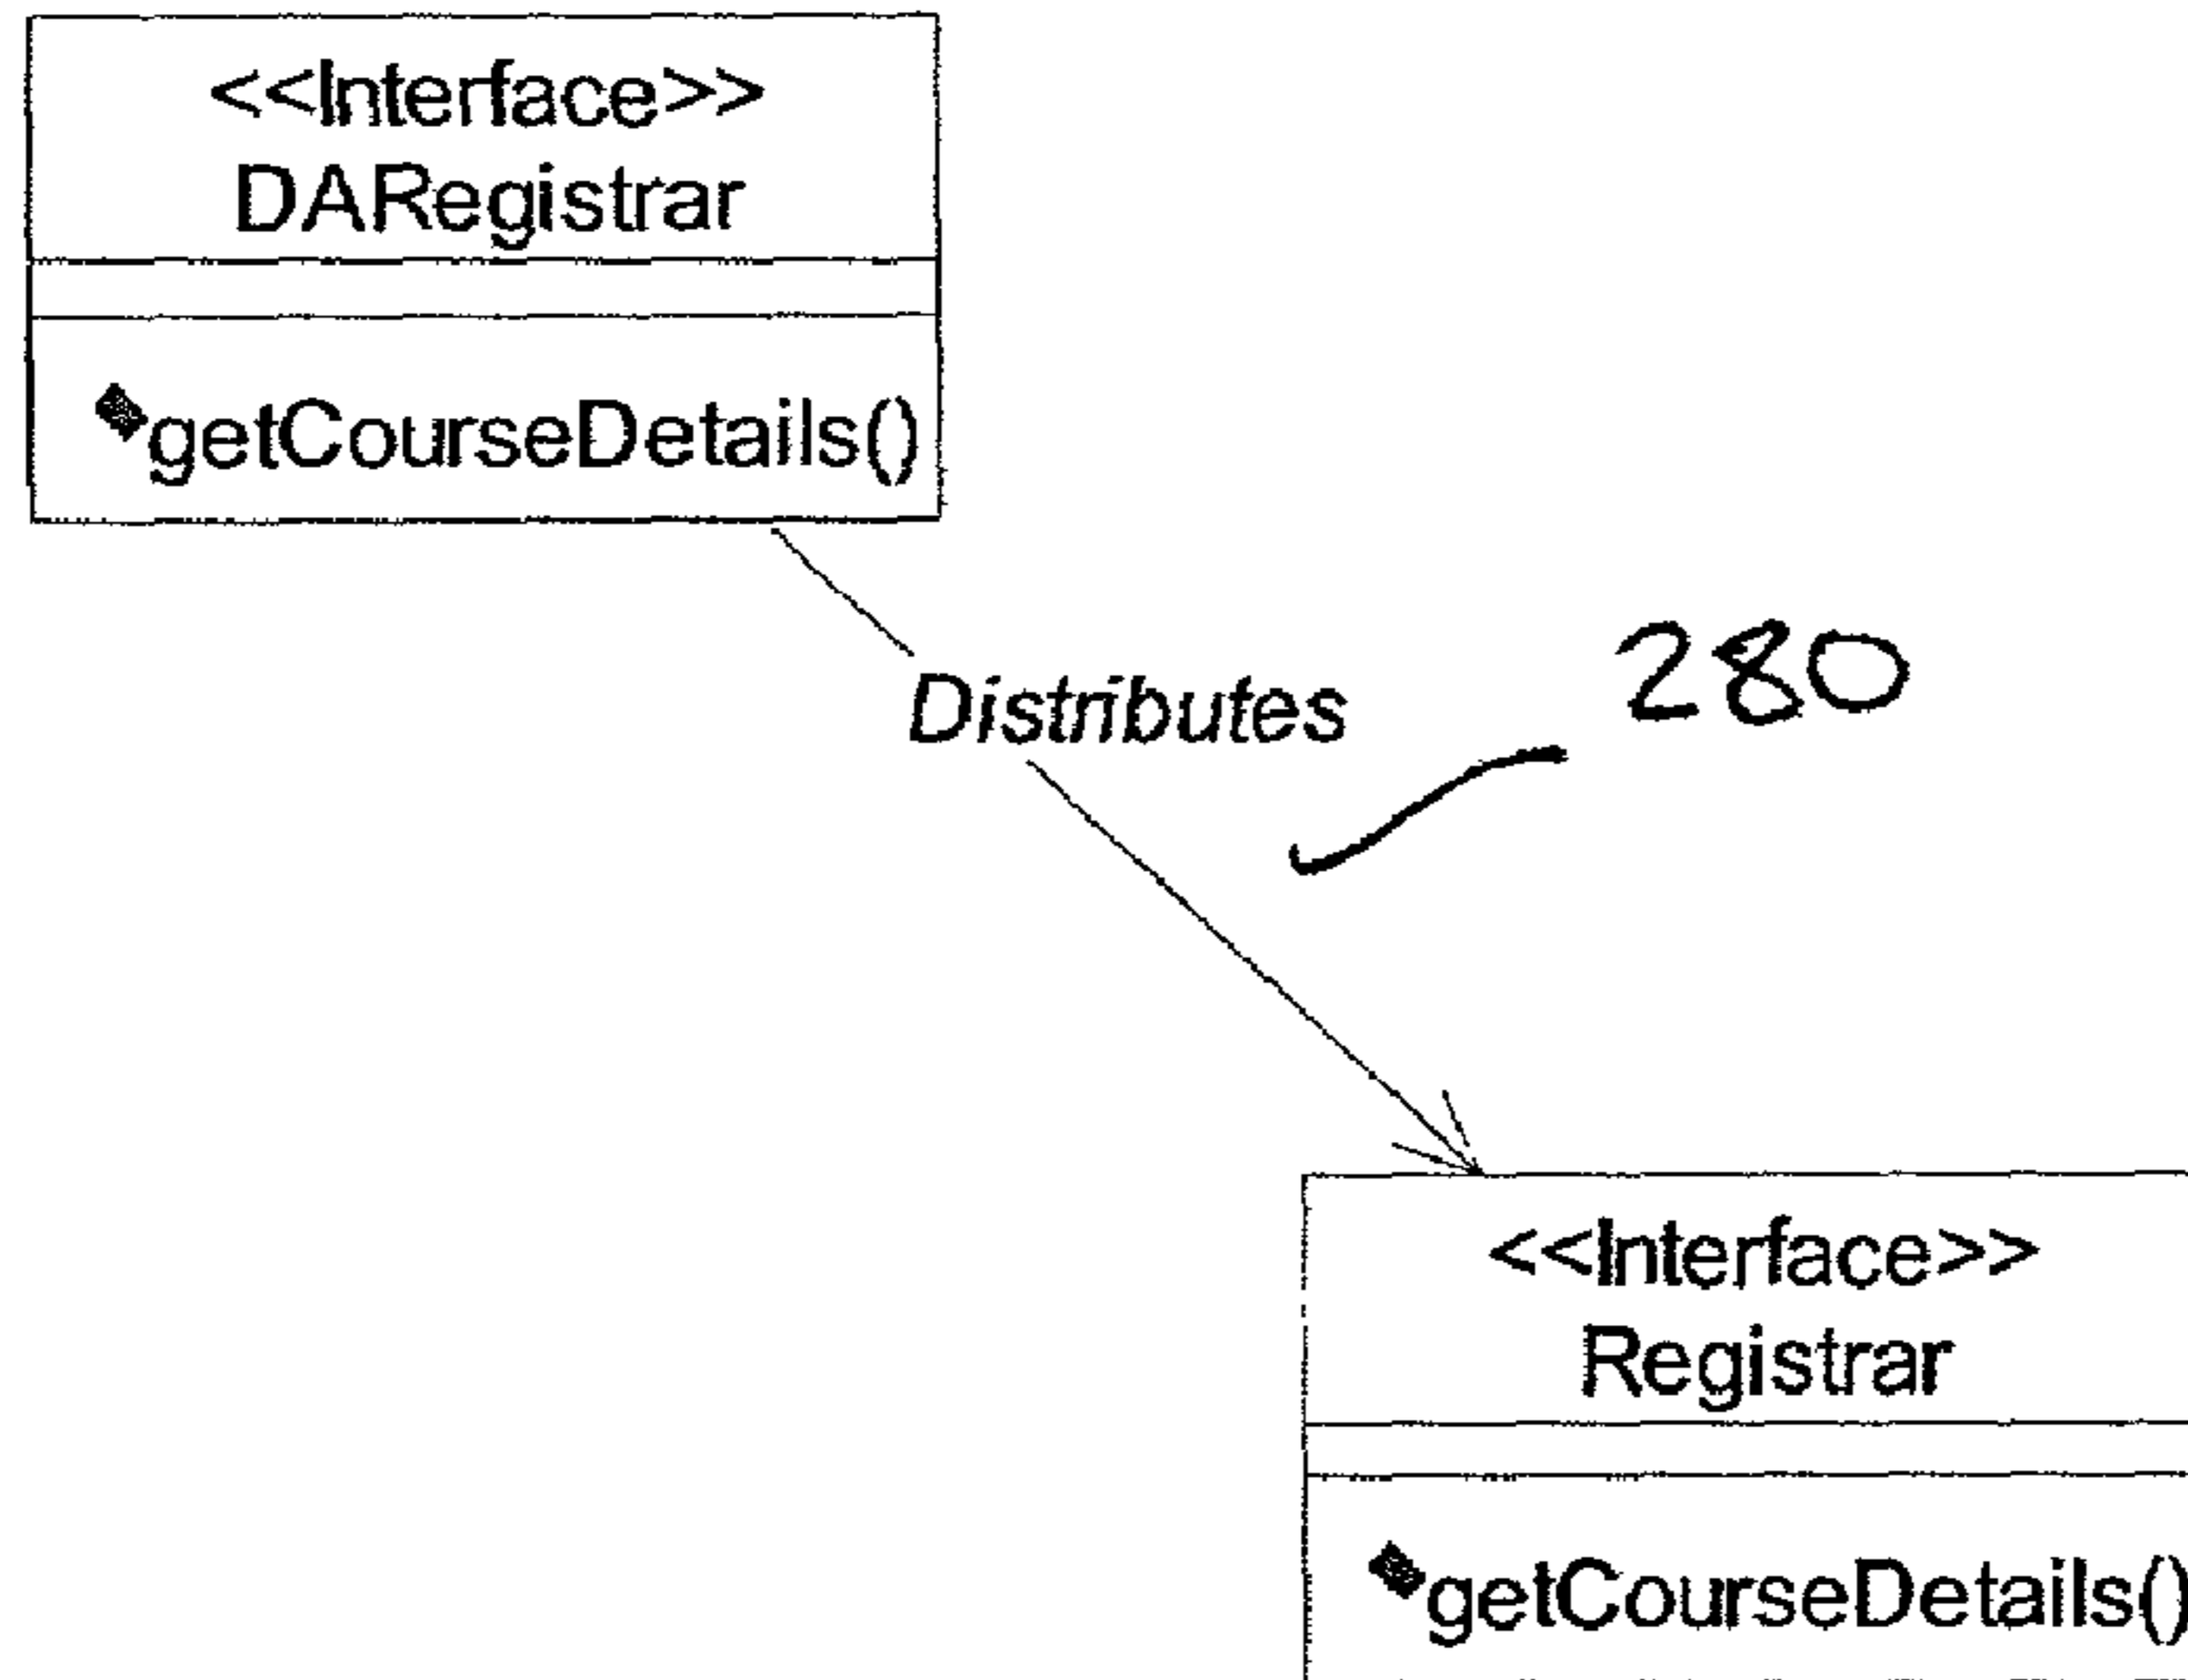 <<Interface>>
DARegistrar
getCourseDetails()
Distributes
280
<<Interface>>
Registrar
getCourseDetails()